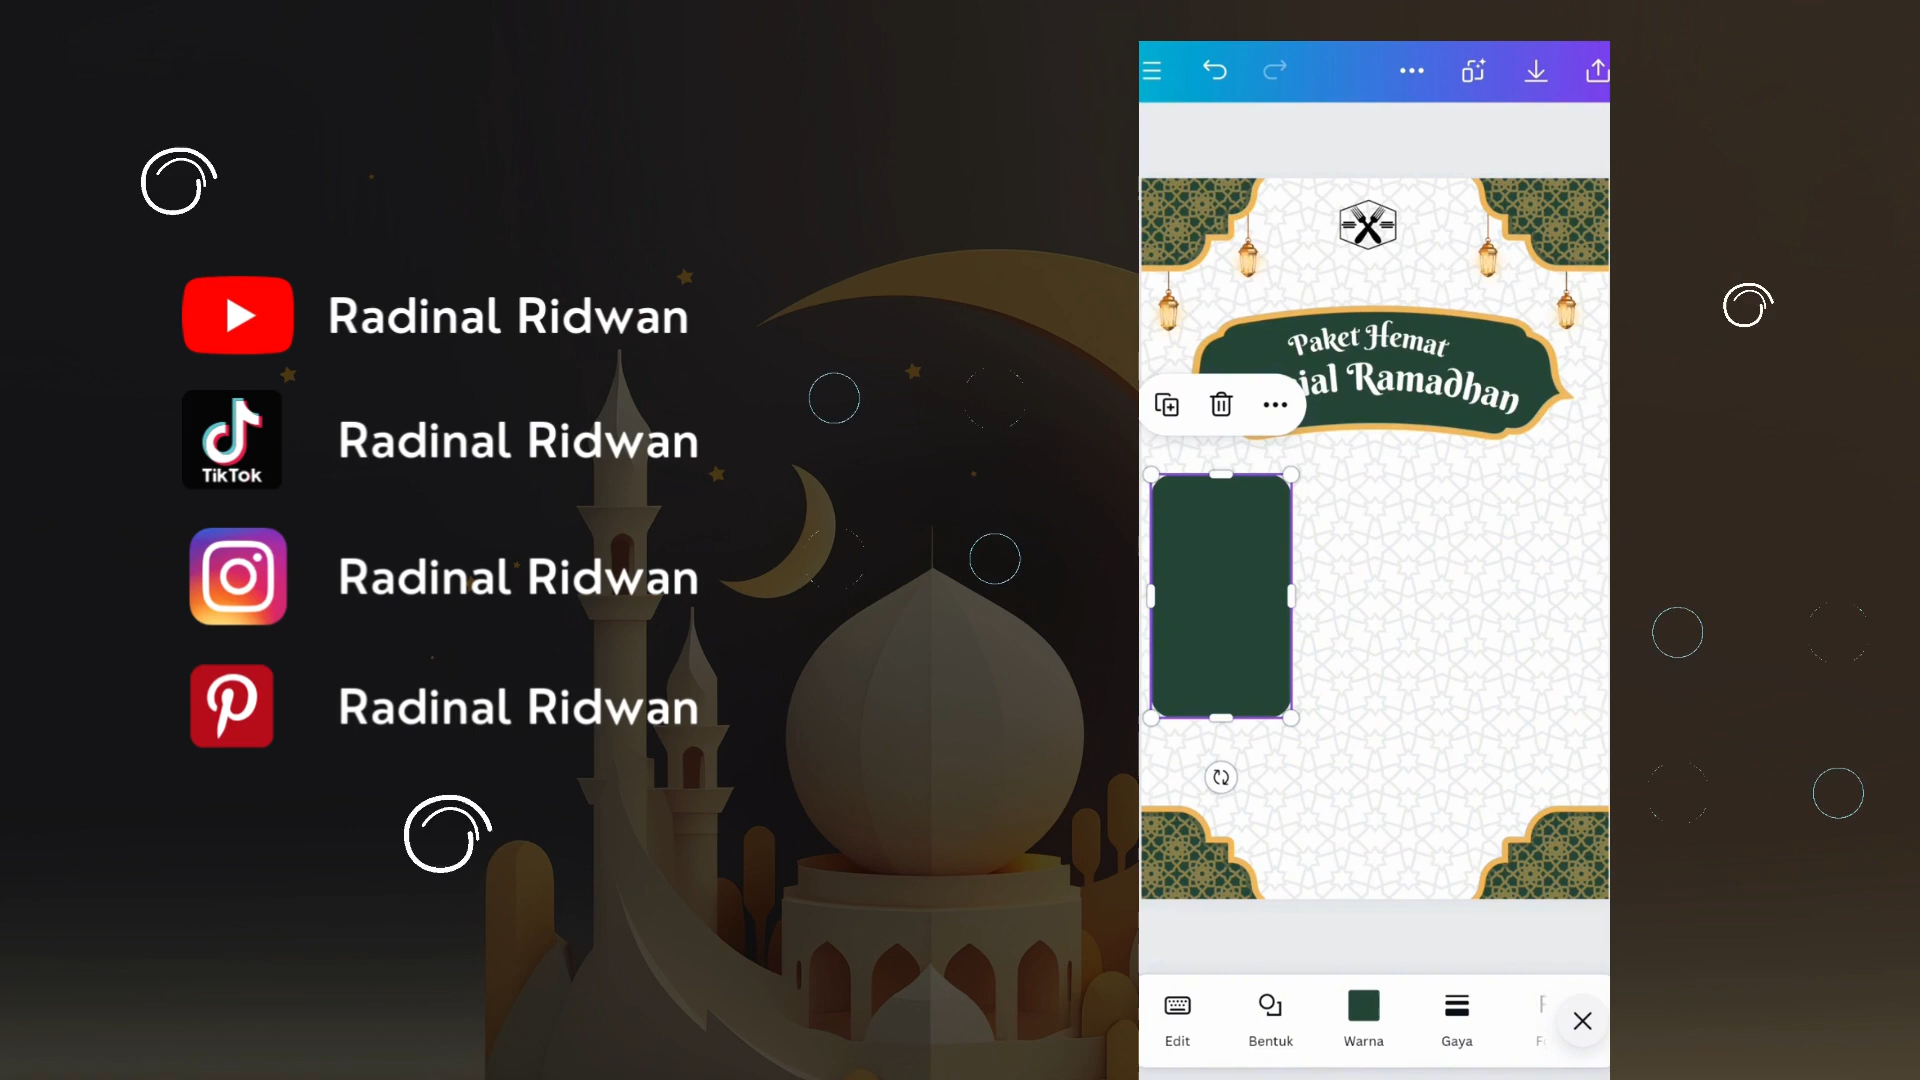 Radinal Ridwan
TikTok
Radinal Ridwan
Radinal Ridwan
Radinal Ridwan
Paket Hemat
ial Ramadhan
Edit
Bentuk
Warna
Gaya